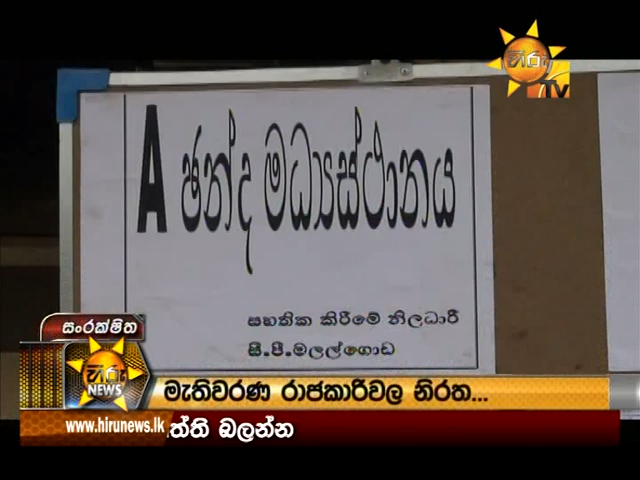 හිරු
TV
A ඡන්ද මධ්‍යස්ථානය
සහතික කිරීමේ නිලධාරී
සී.පී.මලල්ගොඩ
සංරක්ෂිත
හිරු
NEWS
මැතිවරණ රාජකාරිවල නිරත...
www.hirunews.lk
ත්ති බලන්න